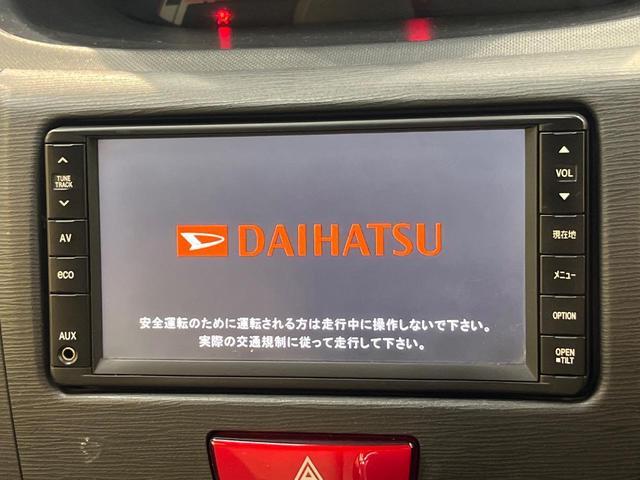 TUNE
TRACK
AV
eco
AUX
DAIHATSU
安全運転のために運転される方は走行中に操作しないで下さい。
実際の交通規制に従って走行して下さい。
VOL
現在地
メニュー
OPTION
OPEN
TILT